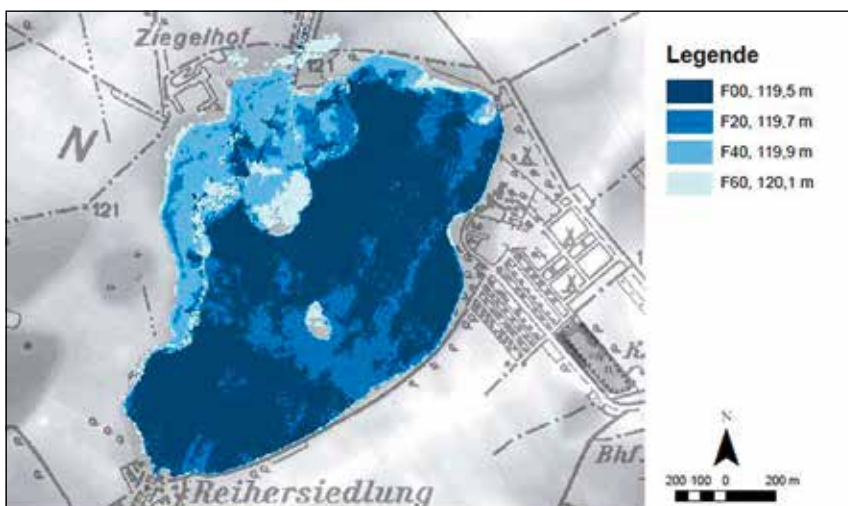 Ziegelhof
121
N
121
Reihersiedlung
K.
Bhf.
Legende
F00, 119,5 m
F20, 119,7 m
F40, 119,9 m
F60, 120,1 m
N
200 100 0 200 m